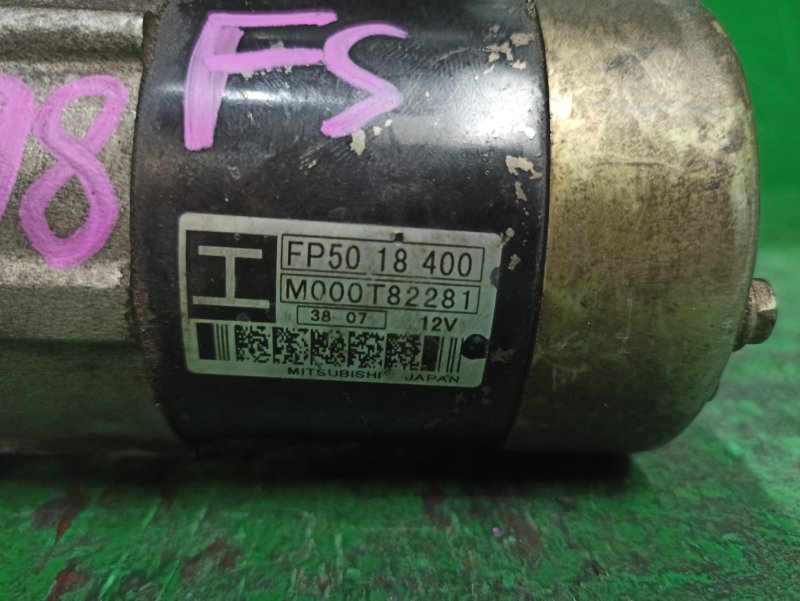 98 FS
H
FP50 18 400
M000T82281
38 07 12V
MITSUBISHI JAPAN